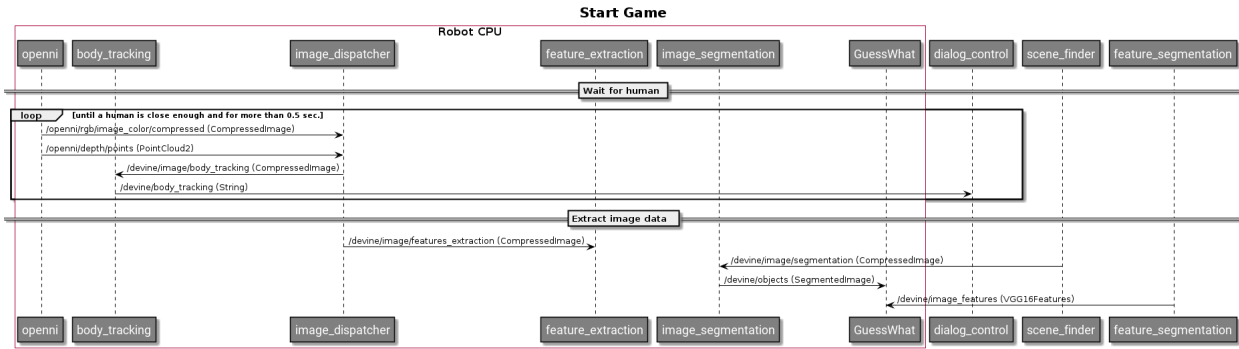 Start Game
Robot CPU
openni body_tracking image_dispatcher feature_extraction image_segmentation GuessWhat dialog_control scene_finder feature_segmentation
Wait for human
loop [until a human is close enough and for more than 0.5 sec.]
/openni/rgb/image_color/compressed (CompressedImage)
/openni/depth/points (PointCloud2)
/devine/image/body_tracking (CompressedImage)
/devine/body_tracking (String)
Extract image data
/devine/image/features_extraction (CompressedImage)
/devine/image/segmentation (CompressedImage)
/devine/objects (SegmentedImage)
/devine/image_features (VGG16Features)
openni body_tracking image_dispatcher feature_extraction image_segmentation GuessWhat dialog_control scene_finder feature_segmentation